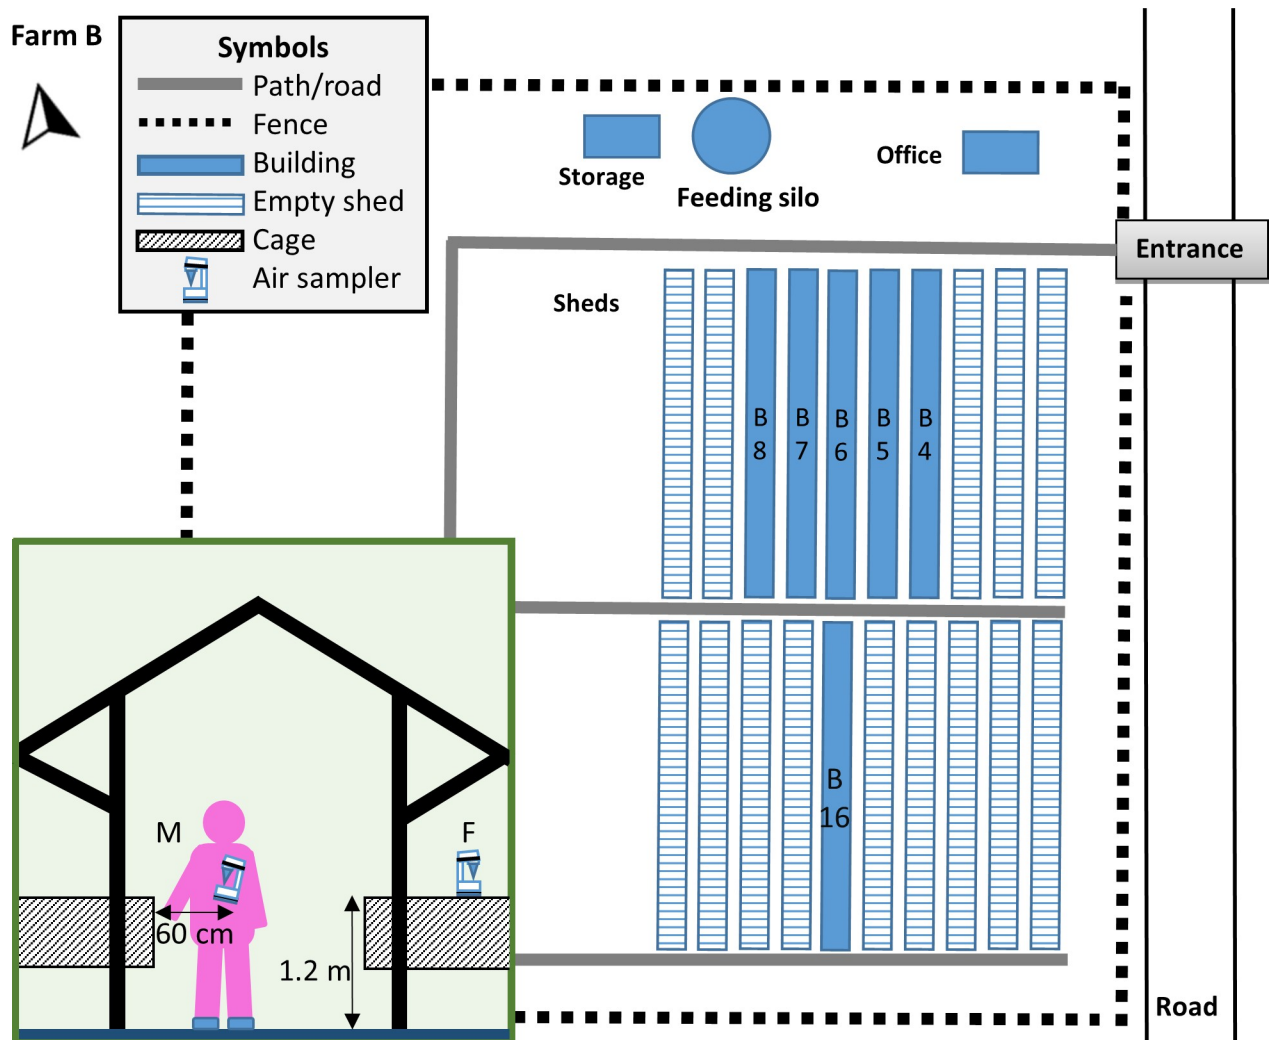 Farm B
Symbols
Path/road
Fence
Building
Empty shed
Cage
Air sampler
Storage
Feeding silo
Office
Entrance
Sheds
B
8
B
7
B
6
B
5
B
4
B
16
M
F
60 cm
1.2 m
Road